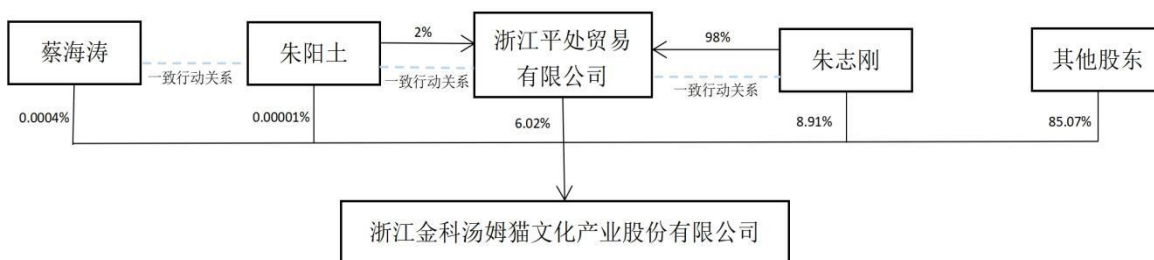 蔡海涛
朱阳土
2%
浙江平处贸易
有限公司
98%
朱志刚
其他股东
一致行动关系
一致行动关系
一致行动关系
0.0004%
0.00001%
6.02%
8.91%
85.07%
浙江金科汤姆猫文化产业股份有限公司